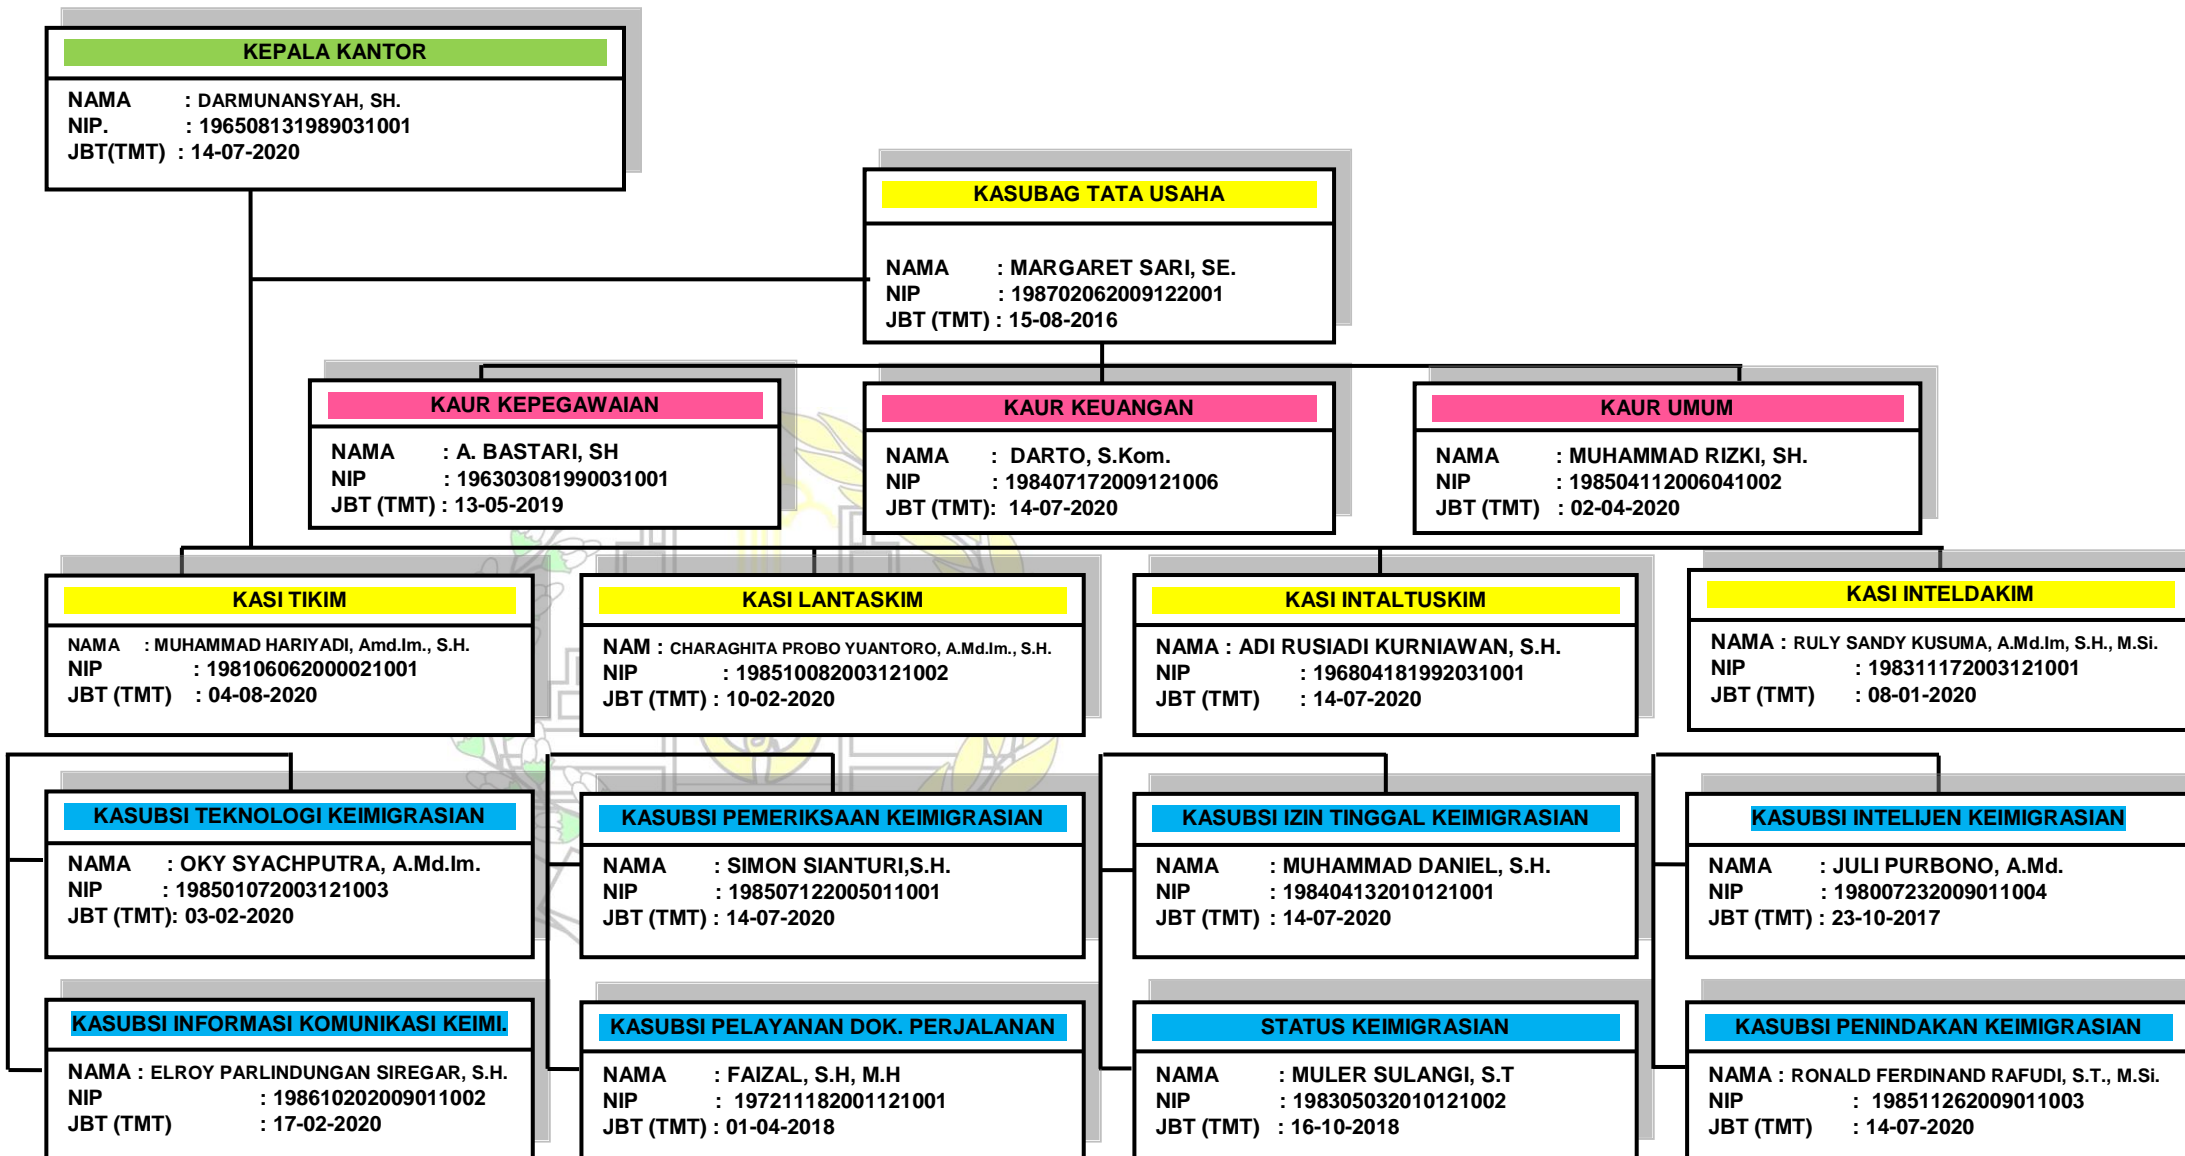 KEPALA KANTOR
NAMA : DARMUNANSYAH, SH.
NIP. : 196508131989031001
JBT(TMT) : 14-07-2020
KASUBAG TATA USAHA
NAMA : MARGARET SARI, SE.
NIP : 198702062009122001
JBT (TMT) : 15-08-2016
KAUR KEPEGAWAIAN
NAMA : A. BASTARI, SH
NIP : 196303081990031001
JBT (TMT) : 13-05-2019
KAUR KEUANGAN
NAMA : DARTO, S.Kom.
NIP : 198407172009121006
JBT (TMT): 14-07-2020
KAUR UMUM
NAMA : MUHAMMAD RIZKI, SH.
NIP : 198504112006041002
JBT (TMT) : 02-04-2020
KASI TIKIM
NAMA : MUHAMMAD HARIYADI, Amd.Im., S.H.
NIP : 198106062000021001
JBT (TMT) : 04-08-2020
KASI LANTASKIM
NAM : CHARAGHITA PROBO YUANTORO, A.Md.Im., S.H.
NIP : 198510082003121002
JBT (TMT) : 10-02-2020
KASI INTALTUSKIM
NAMA : ADI RUSIADI KURNIAWAN, S.H.
NIP : 196804181992031001
JBT (TMT) : 14-07-2020
KASI INTELDAKIM
NAMA : RULY SANDY KUSUMA, A.Md.Im, S.H., M.Si.
NIP : 198311172003121001
JBT (TMT) : 08-01-2020
KASUBSI TEKNOLOGI KEIMIGRASIAN
NAMA : OKY SYACHPUTRA, A.Md.Im.
NIP : 198501072003121003
JBT (TMT): 03-02-2020
KASUBSI PEMERIKSAAN KEIMIGRASIAN
NAMA : SIMON SIANTURI,S.H.
NIP : 198507122005011001
JBT (TMT) : 14-07-2020
KASUBSI IZIN TINGGAL KEIMIGRASIAN
NAMA : MUHAMMAD DANIEL, S.H.
NIP : 198404132010121001
JBT (TMT) : 14-07-2020
KASUBSI INTELIJEN KEIMIGRASIAN
NAMA : JULI PURBONO, A.Md.
NIP : 198007232009011004
JBT (TMT) : 23-10-2017
KASUBSI INFORMASI KOMUNIKASI KEIMI.
NAMA : ELROY PARLINDUNGAN SIREGAR, S.H.
NIP : 198610202009011002
JBT (TMT) : 17-02-2020
KASUBSI PELAYANAN DOK. PERJALANAN
NAMA : FAIZAL, S.H, M.H
NIP : 197211182001121001
JBT (TMT) : 01-04-2018
STATUS KEIMIGRASIAN
NAMA : MULER SULANGI, S.T
NIP : 198305032010121002
JBT (TMT) : 16-10-2018
KASUBSI PENINDAKAN KEIMIGRASIAN
NAMA : RONALD FERDINAND RAFUDI, S.T., M.Si.
NIP : 198511262009011003
JBT (TMT) : 14-07-2020